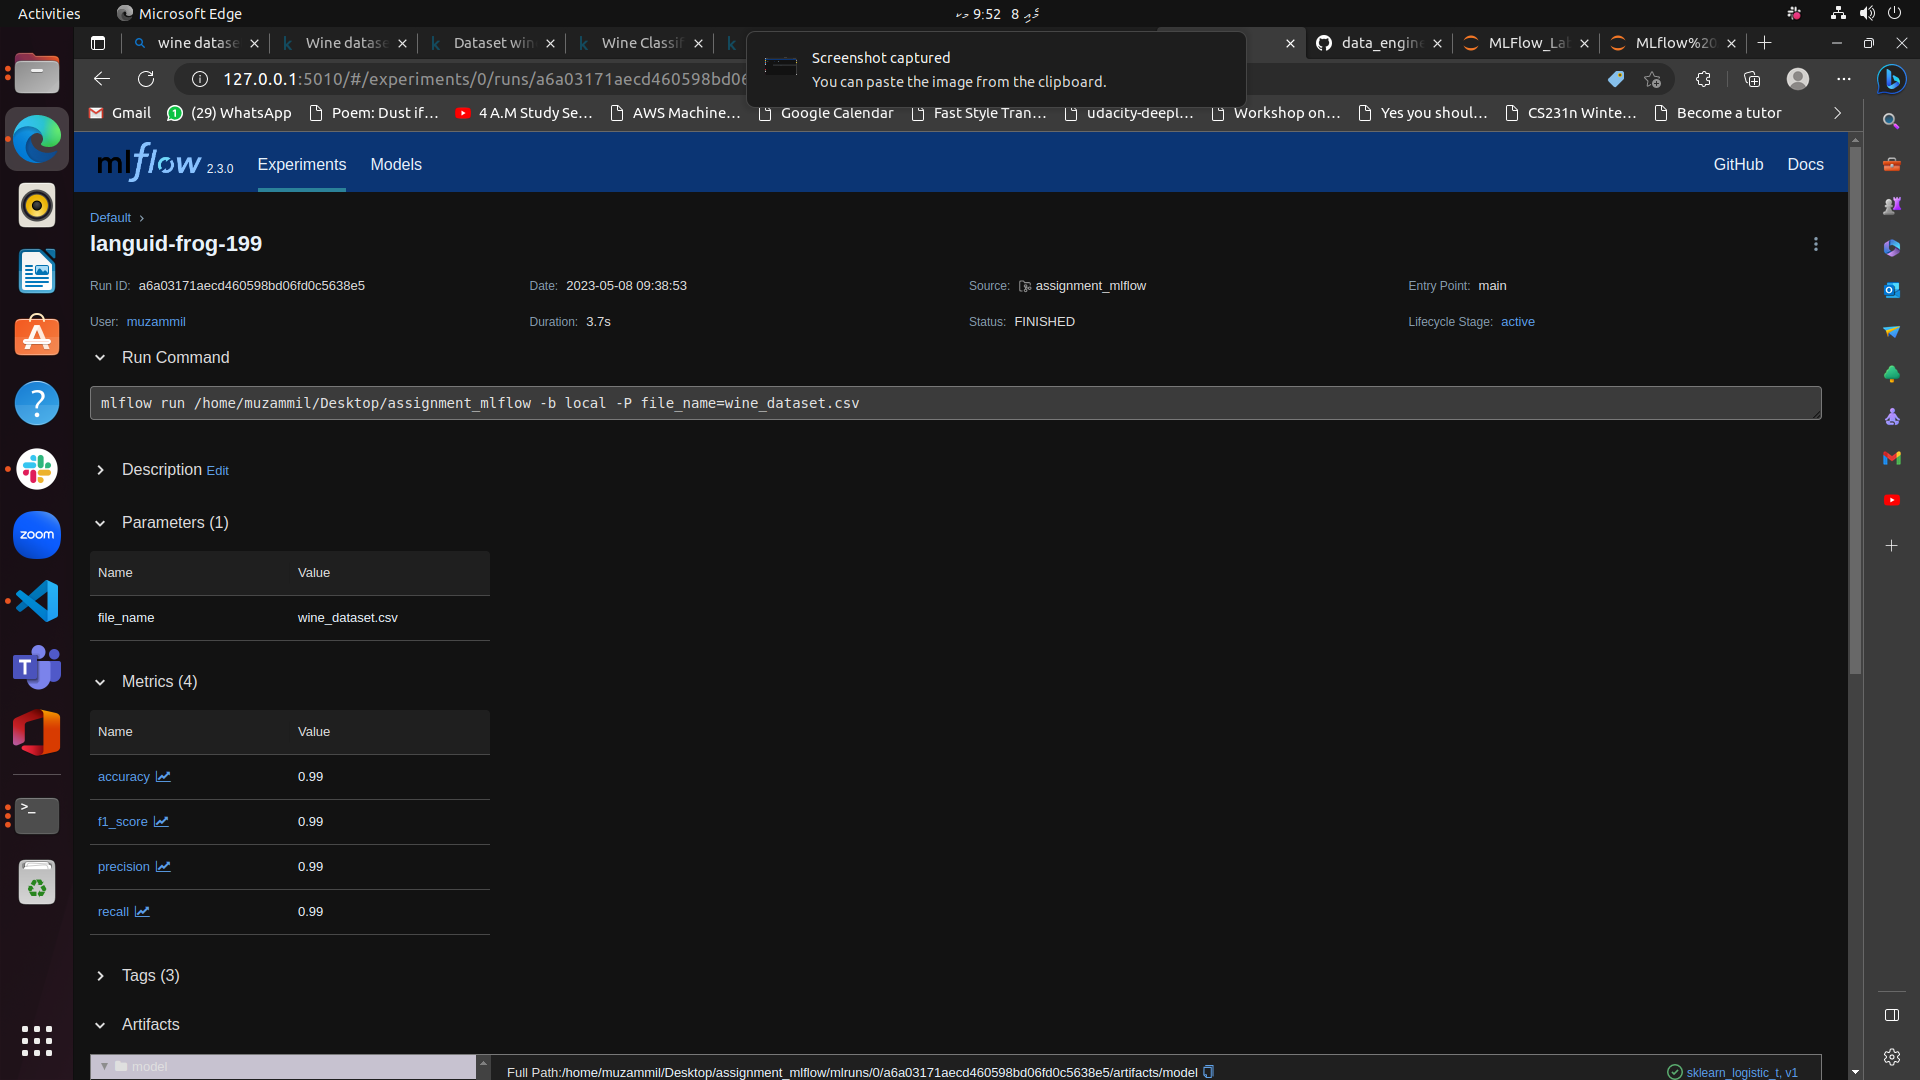 Activities
Microsoft Edge
9:52 8
wine datase
Wine datase
Dataset win
Wine Classif
data_engine
MLFlow_La
MLflow%20
Screenshot captured
You can paste the image from the clipboard.
127.0.0.1:5010/#/experiments/0/runs/a6a03171aecd460598bd06
Gmail
(29) WhatsApp
Poem: Dust if...
4 A.M Study Se...
AWS Machine...
Google Calendar
Fast Style Tran...
udacity-deepl...
Workshop on...
Yes you shoul...
CS231n Winte...
Become a tutor
mlflow 2.3.0
Experiments
Models
GitHub
Docs
Default
languid-frog-199
Run ID: a6a03171aecd460598bd06fd0c5638e5
Date: 2023-05-08 09:38:53
Source: assignment_mlflow
Entry Point: main
User: muzammil
Duration: 3.7s
Status: FINISHED
Lifecycle Stage: active
Run Command
mlflow run /home/muzammil/Desktop/assignment_mlflow -b local -P file_name=wine_dataset.csv
Description Edit
Parameters (1)
Name Value
file_name wine_dataset.csv
Metrics (4)
Name Value
accuracy 0.99
f1_score 0.99
precision 0.99
recall 0.99
Tags (3)
Artifacts
model
Full Path:/home/muzammil/Desktop/assignment_mlflow/mlruns/0/a6a03171aecd460598bd06fd0c5638e5/artifacts/model
sklearn_logistic_t, v1
zoom